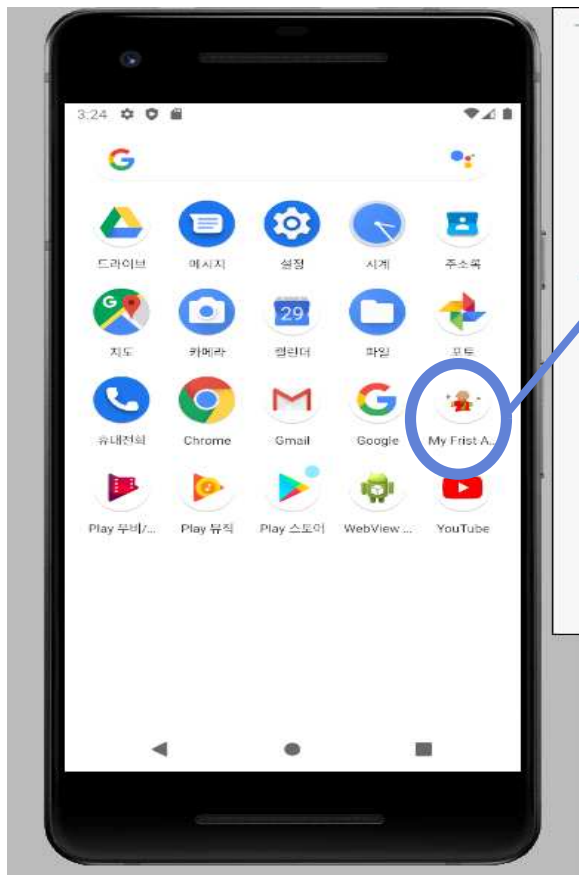 3:24
드라이브 메시지 설정 시계 주소록
G
29
지도 카메라 캘린더 파일 포토
휴대전화 Chrome Gmail Google My Frist A...
Play 무비/... Play 뮤직 Play 스토어 WebView ... YouTube